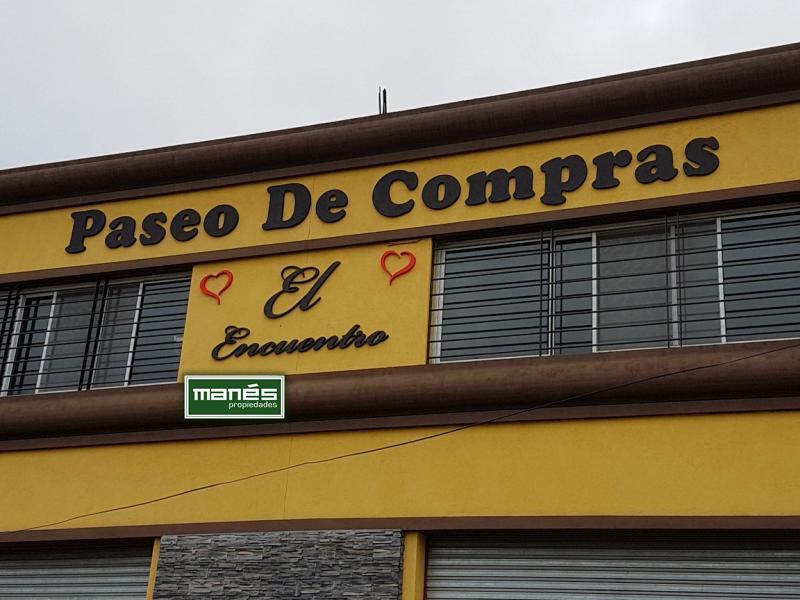 Paseo De Compras
El
Encuentro
manés
propiedades